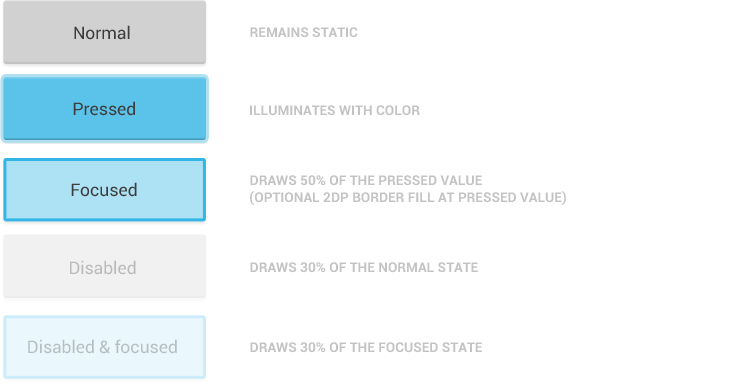 Normal
REMAINS STATIC
Pressed
ILLUMINATES WITH COLOR
Focused
DRAWS 50% OF THE PRESSED VALUE
(OPTIONAL 2DP BORDER FILL AT PRESSED VALUE)
Disabled
DRAWS 30% OF THE NORMAL STATE
Disabled & focused
DRAWS 30% OF THE FOCUSED STATE